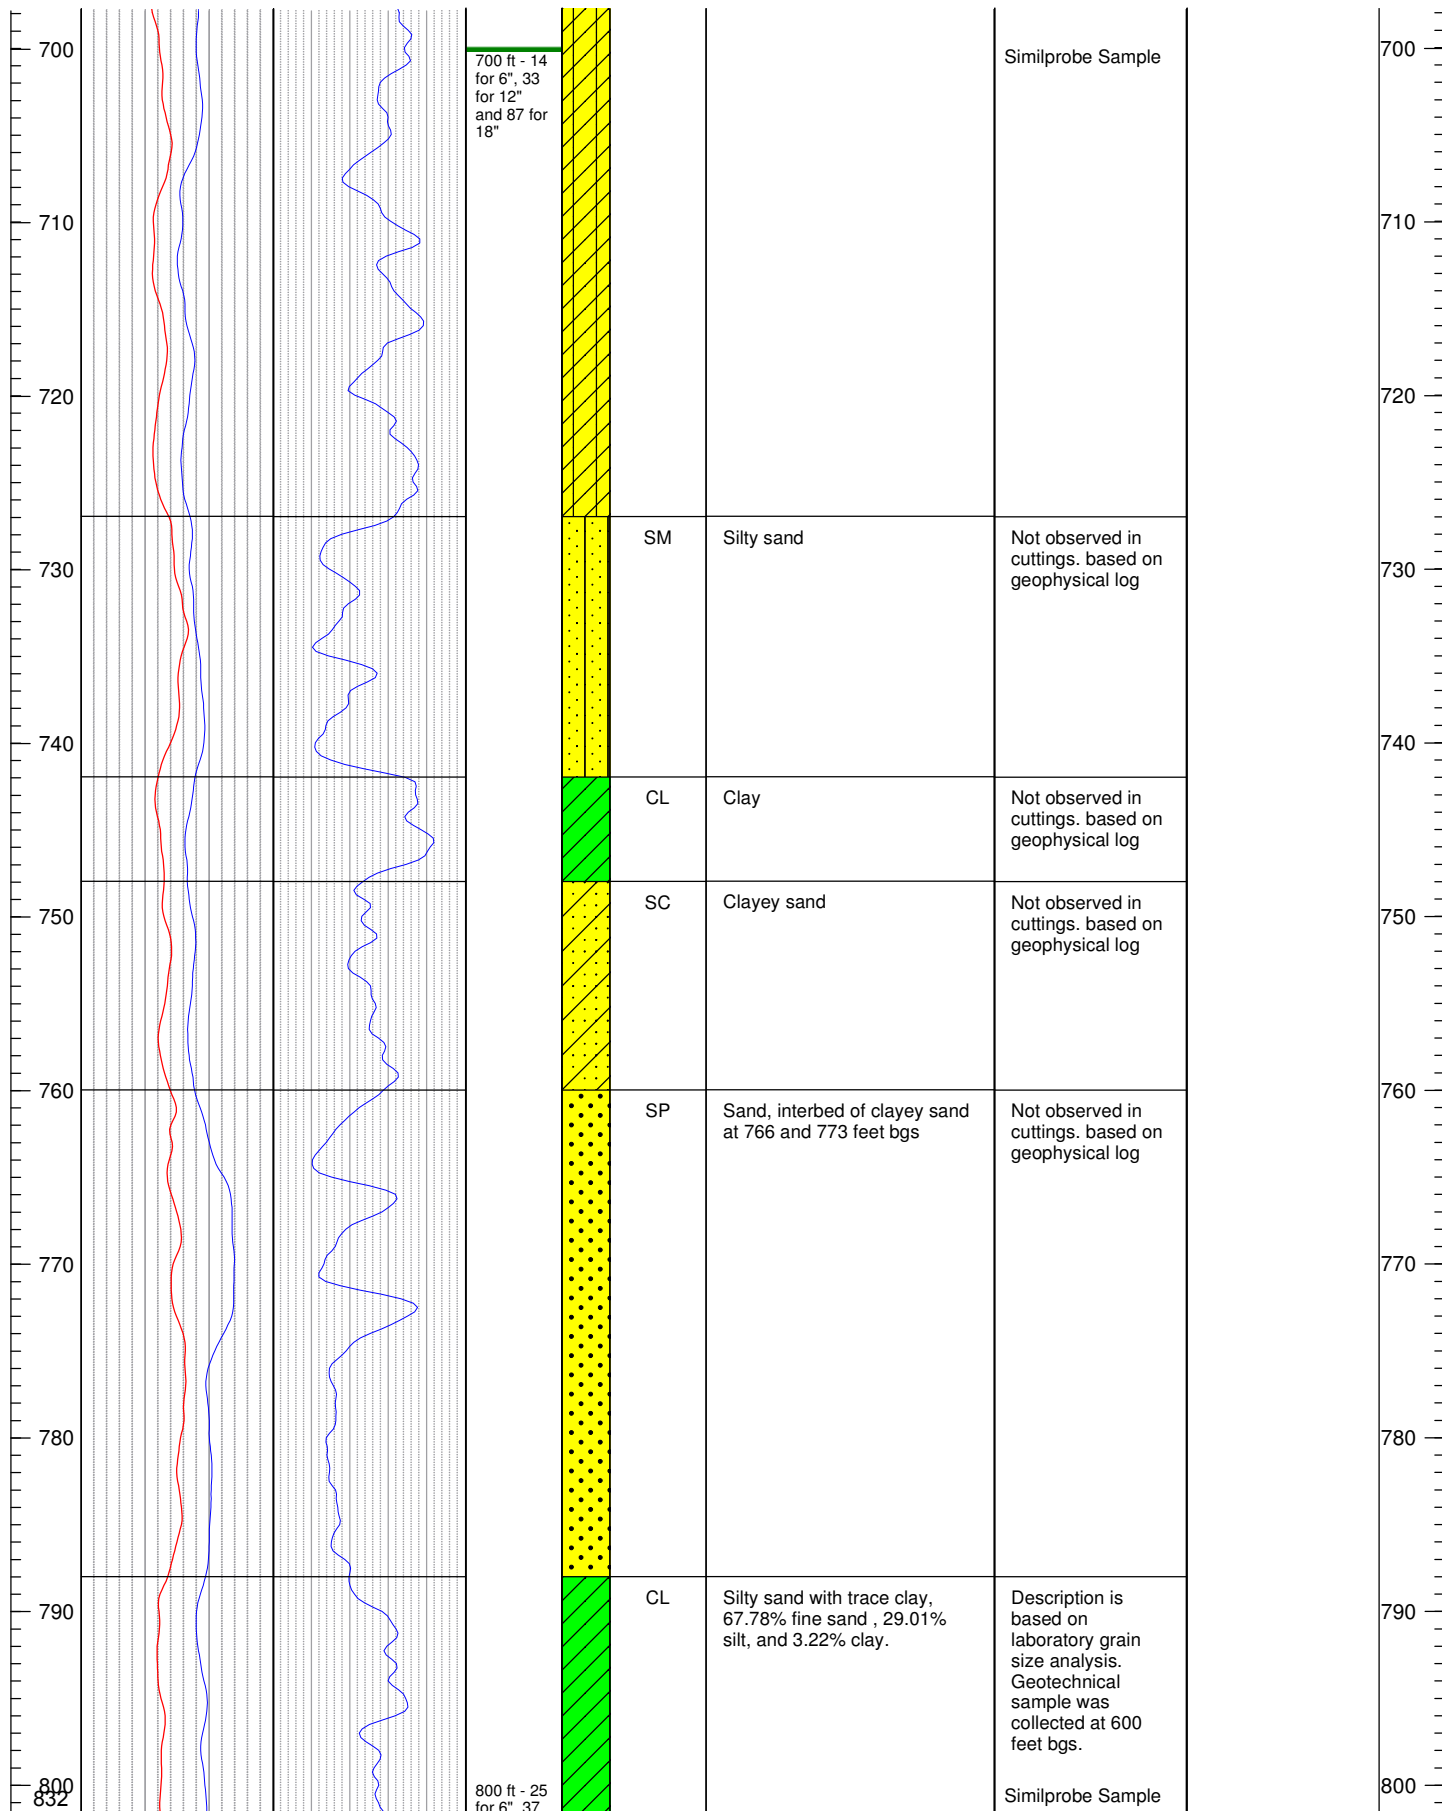 700
700 ft - 14
for 6", 33
for 12"
and 87 for
18"
Similprobe Sample
700
710
710
720
720
SM
Silty sand
Not observed in
cuttings. based on
geophysical log
730
730
740
740
CL
Clay
Not observed in
cuttings. based on
geophysical log
SC
Clayey sand
Not observed in
cuttings. based on
geophysical log
750
750
760
760
SP
Sand, interbed of clayey sand
at 766 and 773 feet bgs
Not observed in
cuttings. based on
geophysical log
770
770
780
780
CL
Silty sand with trace clay,
67.78% fine sand , 29.01%
silt, and 3.22% clay.
Description is
based on
laboratory grain
size analysis.
Geotechnical
sample was
collected at 600
feet bgs.
790
790
800
832
800 ft - 25
for 6", 37
Similprobe Sample
800